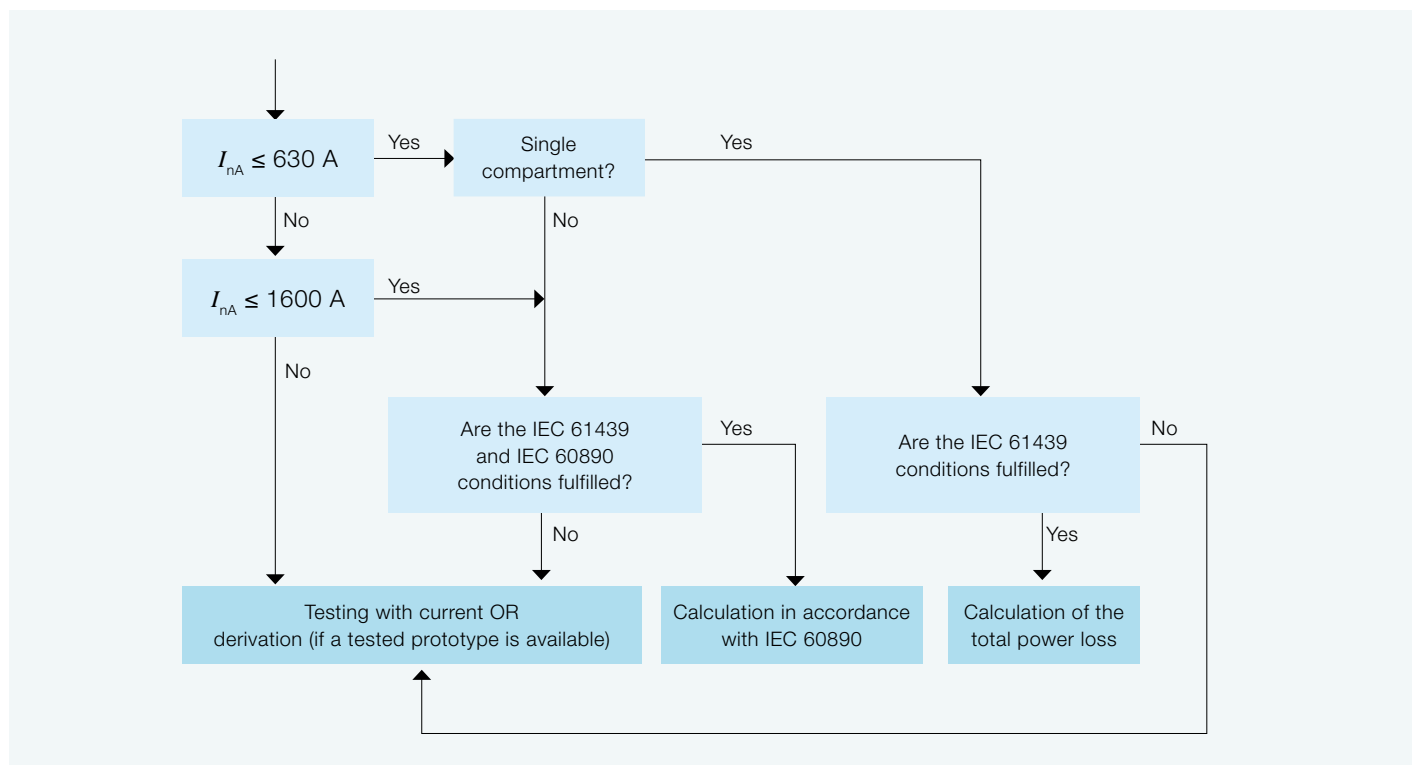 I_nA ≤ 630 A
Yes
Single
compartment?
Yes
No
No
I_nA ≤ 1600 A
Yes
No
Are the IEC 61439
and IEC 60890
conditions fulfilled?
Yes
Are the IEC 61439
conditions fulfilled?
No
No
Yes
Testing with current OR
derivation (if a tested prototype is available)
Calculation in accordance
with IEC 60890
Calculation of the
total power loss